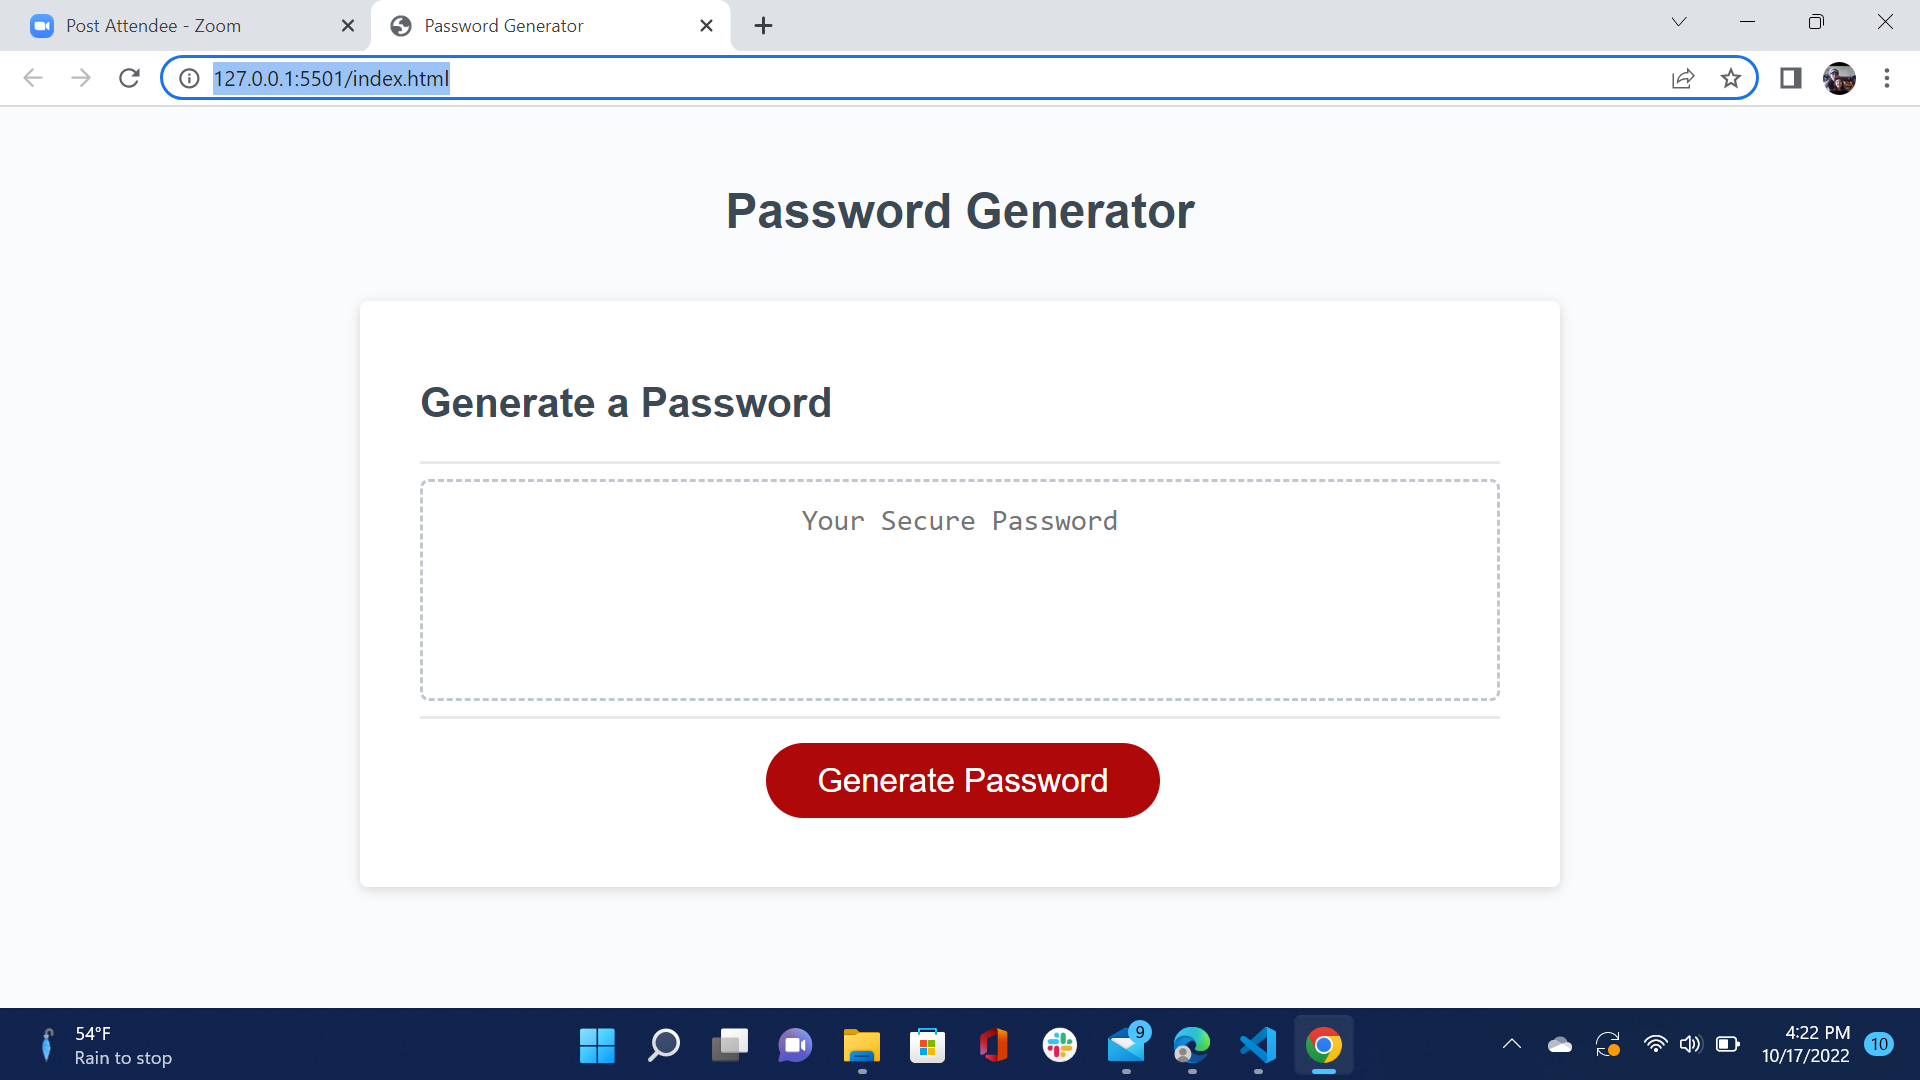 Post Attendee - Zoom
Password Generator
127.0.0.1:5501/index.html
Password Generator
Generate a Password
Your Secure Password
Generate Password
54°F
Rain to stop
9
4:22 PM
10/17/2022
10